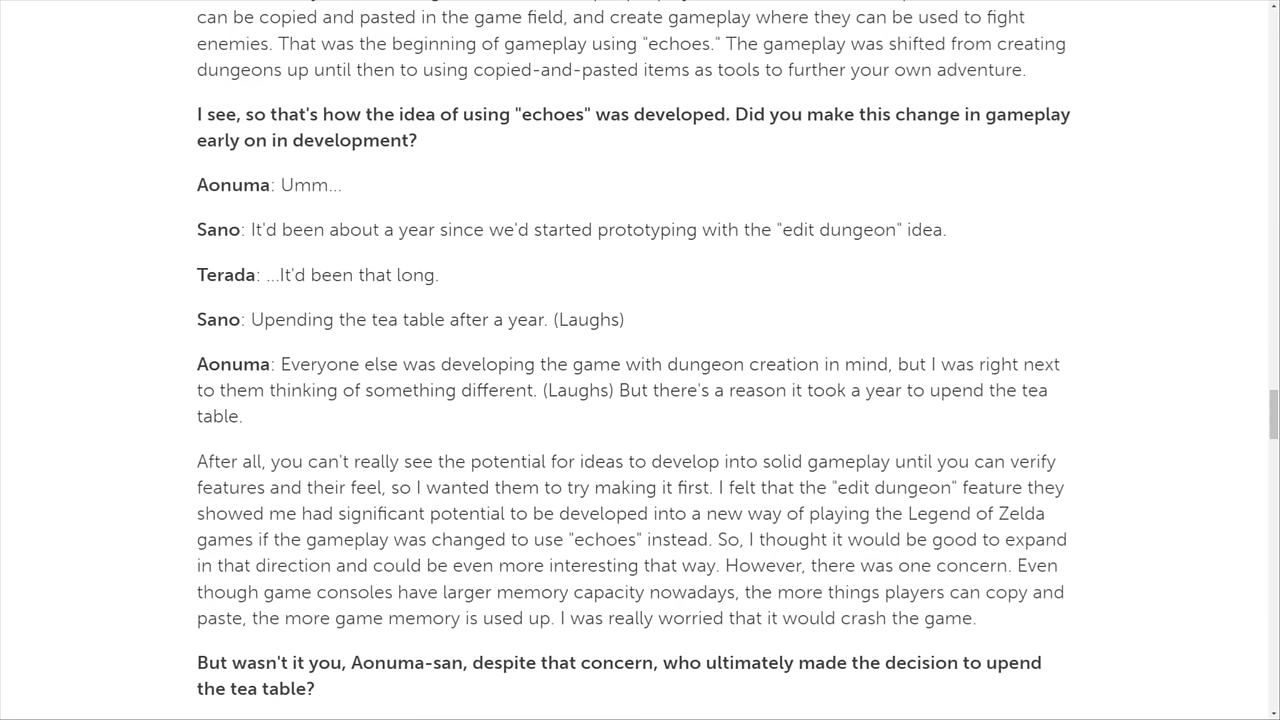 can be copied and pasted in the game field, and create gameplay where they can be used to fight
enemies. That was the beginning of gameplay using "echoes." The gameplay was shifted from creating
dungeons up until then to using copied-and-pasted items as tools to further your own adventure.
I see, so that's how the idea of using "echoes" was developed. Did you make this change in gameplay
early on in development?
Aonuma: Umm...
Sano: It'd been about a year since we'd started prototyping with the "edit dungeon" idea.
Terada: ...It'd been that long.
Sano: Upending the tea table after a year. (Laughs)
Aonuma: Everyone else was developing the game with dungeon creation in mind, but I was right next
to them thinking of something different. (Laughs) But there's a reason it took a year to upend the tea
table.
After all, you can't really see the potential for ideas to develop into solid gameplay until you can verify
features and their feel, so I wanted them to try making it first. I felt that the "edit dungeon" feature they
showed me had significant potential to be developed into a new way of playing the Legend of Zelda
games if the gameplay was changed to use "echoes" instead. So, I thought it would be good to expand
in that direction and could be even more interesting that way. However, there was one concern. Even
though game consoles have larger memory capacity nowadays, the more things players can copy and
paste, the more game memory is used up. I was really worried that it would crash the game.
But wasn't it you, Aonuma-san, despite that concern, who ultimately made the decision to upend
the tea table?